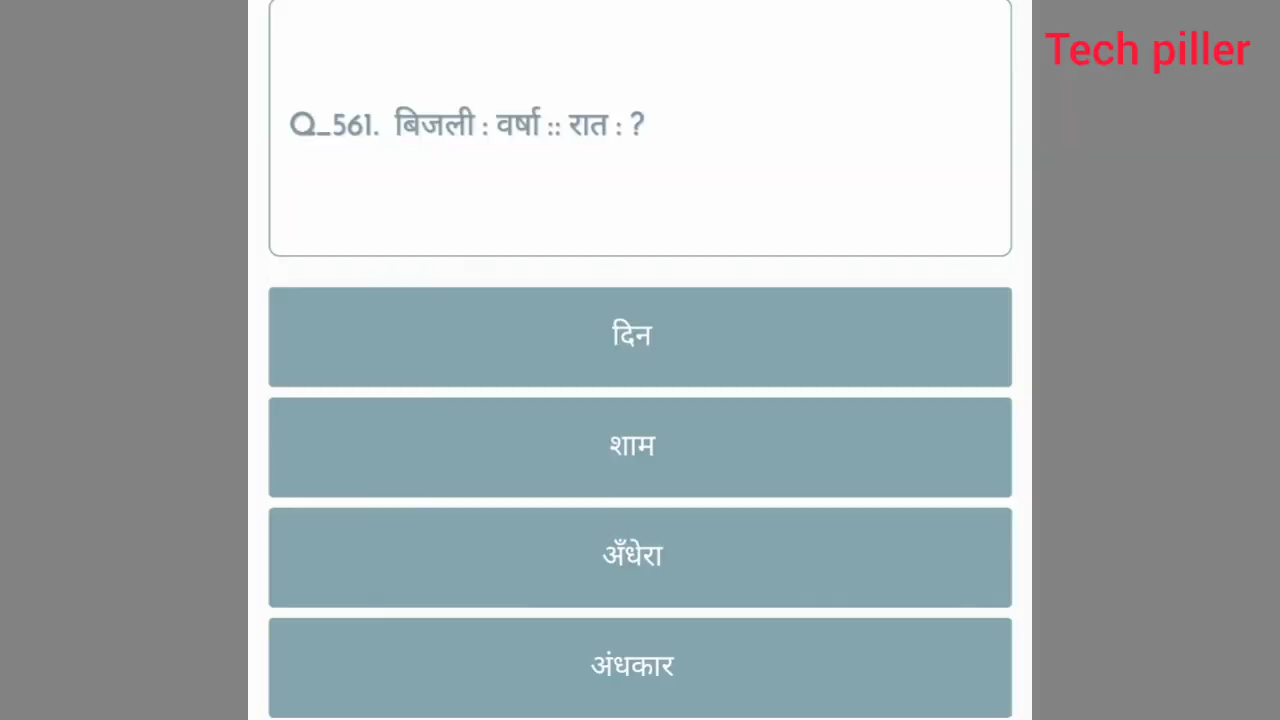 Tech piller
Q_561. बिजली : वर्षा :: रात : ?
दिन
शाम
अँधेरा
अंधकार